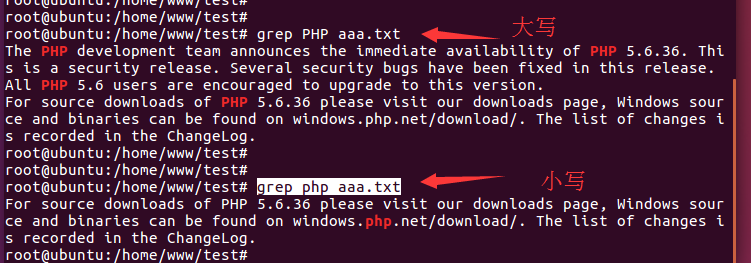 root@ubuntu:/home/www/test#
root@ubuntu:/home/www/test#
root@ubuntu:/home/www/test# grep PHP aaa.txt 大写
The PHP development team announces the immediate availability of PHP 5.6.36. Thi
s is a security release. Several security bugs have been fixed in this release.
All PHP 5.6 users are encouraged to upgrade to this version.
For source downloads of PHP 5.6.36 please visit our downloads page, Windows sour
ce and binaries can be found on windows.php.net/download/. The list of changes i
s recorded in the ChangeLog.
root@ubuntu:/home/www/test#
root@ubuntu:/home/www/test#
root@ubuntu:/home/www/test# grep php aaa.txt 小写
For source downloads of PHP 5.6.36 please visit our downloads page, Windows sour
ce and binaries can be found on windows.php.net/download/. The list of changes i
s recorded in the ChangeLog.
root@ubuntu:/home/www/test#